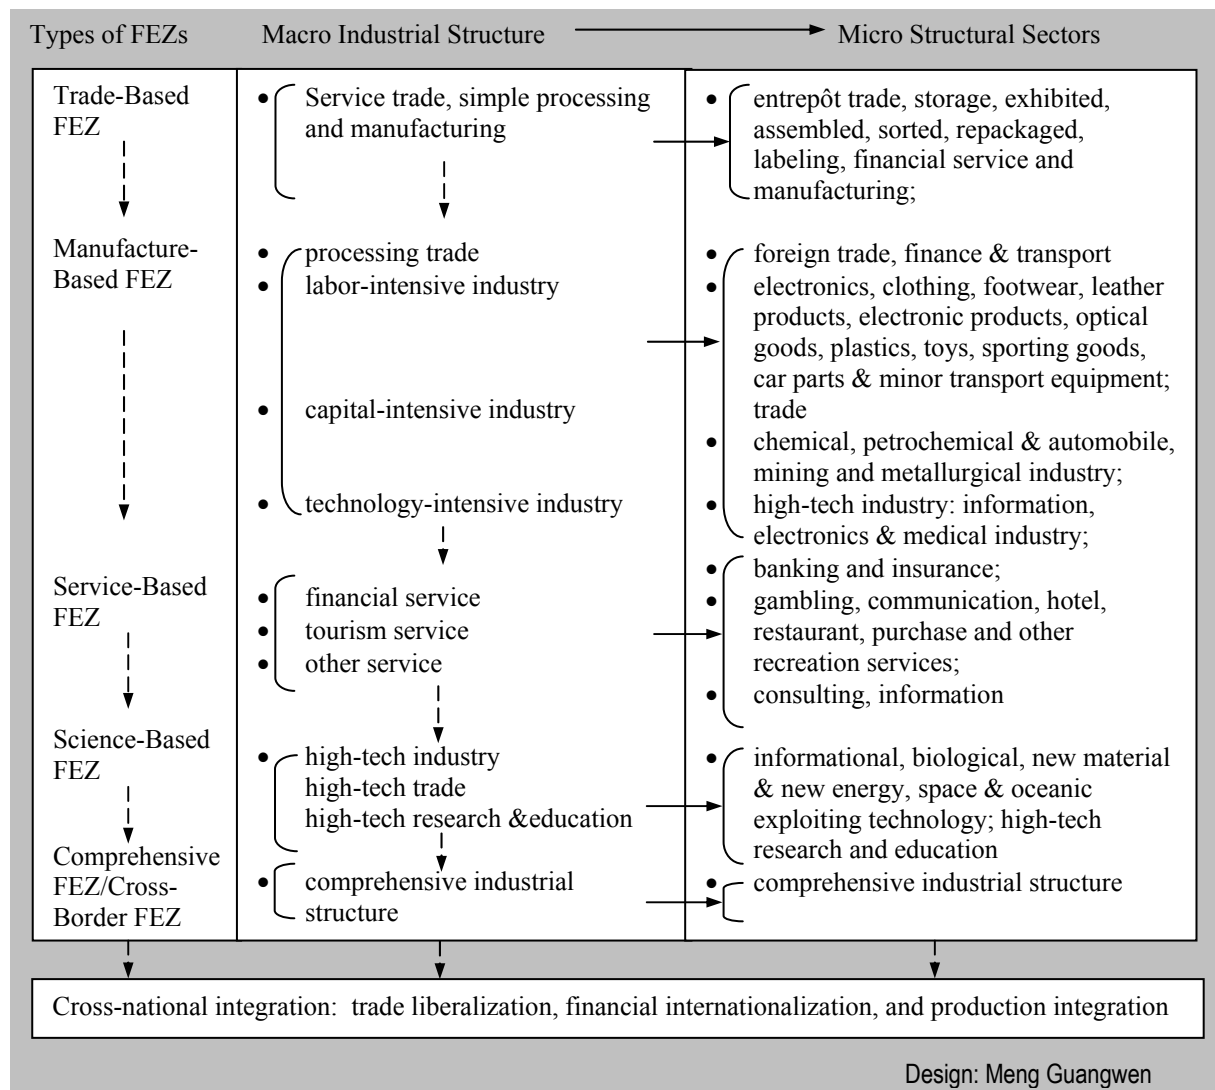 Types of FEZs
Macro Industrial Structure
Micro Structural Sectors
Trade-Based
FEZ
• Service trade, simple processing
and manufacturing
• entrepôt trade, storage, exhibited,
assembled, sorted, repackaged,
labeling, financial service and
manufacturing;
Manufacture-
Based FEZ
• processing trade
• labor-intensive industry
• capital-intensive industry
• technology-intensive industry
• foreign trade, finance & transport
• electronics, clothing, footwear, leather
products, electronic products, optical
goods, plastics, toys, sporting goods,
car parts & minor transport equipment;
trade
• chemical, petrochemical & automobile,
mining and metallurgical industry;
• high-tech industry: information,
electronics & medical industry;
Service-Based
FEZ
• financial service
• tourism service
• other service
• banking and insurance;
• gambling, communication, hotel,
restaurant, purchase and other
recreation services;
• consulting, information
Science-Based
FEZ
• high-tech industry
high-tech trade
high-tech research &education
• informational, biological, new material
& new energy, space & oceanic
exploiting technology; high-tech
research and education
Comprehensive
FEZ/Cross-
Border FEZ
• comprehensive industrial
structure
• comprehensive industrial structure
Cross-national integration: trade liberalization, financial internationalization, and production integration
Design: Meng Guangwen